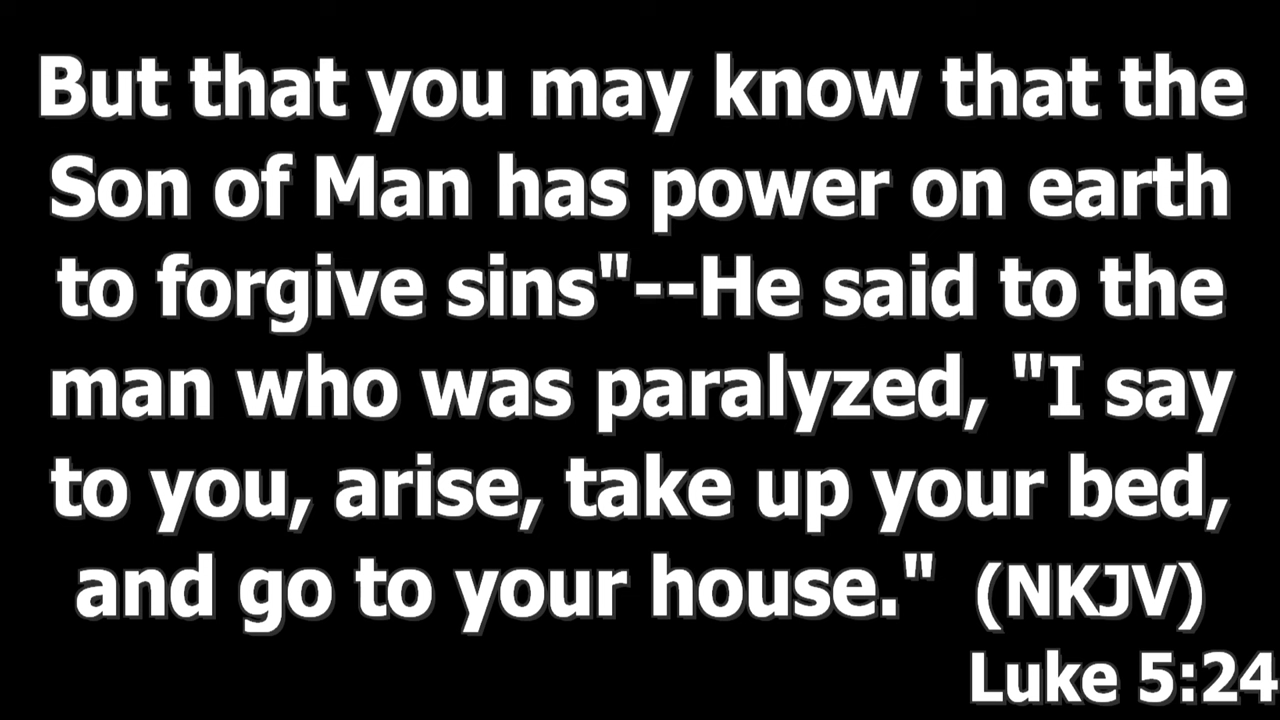 But that you may know that the
Son of Man has power on earth
to forgive sins"--He said to the
man who was paralyzed, "I say
to you, arise, take up your bed,
and go to your house." (NKJV)
Luke 5:24